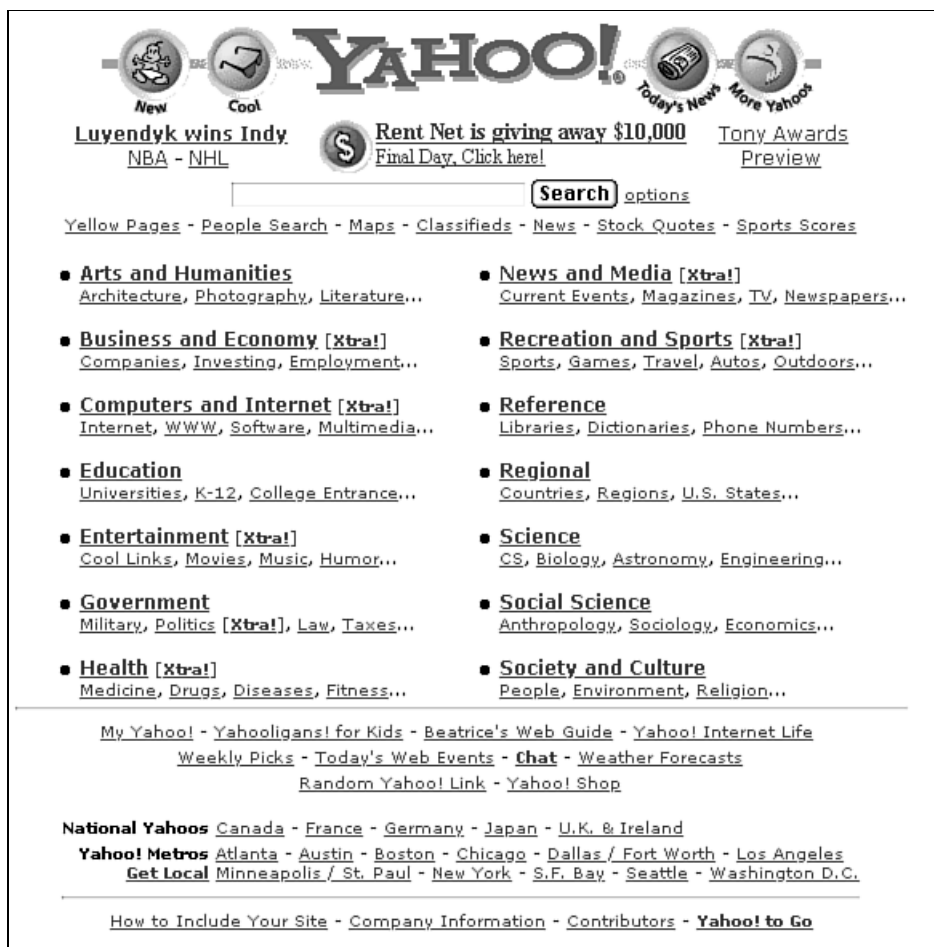 New
Cool
YAHOO!
Today's News
More Yahoos
Luyendyk wins Indy
NBA - NHL
Rent Net is giving away $10,000
Final Day, Click here!
Tony Awards
Preview
Search options
Yellow Pages - People Search - Maps - Classifieds - News - Stock Quotes - Sports Scores
Arts and Humanities
Architecture, Photography, Literature...
Business and Economy [Xtra!]
Companies, Investing, Employment...
Computers and Internet [Xtra!]
Internet, WWW, Software, Multimedia...
Education
Universities, K-12, College Entrance...
Entertainment [Xtra!]
Cool Links, Movies, Music, Humor...
Government
Military, Politics [Xtra!], Law, Taxes...
Health [Xtra!]
Medicine, Drugs, Diseases, Fitness...
News and Media [Xtra!]
Current Events, Magazines, TV, Newspapers...
Recreation and Sports [Xtra!]
Sports, Games, Travel, Autos, Outdoors...
Reference
Libraries, Dictionaries, Phone Numbers...
Regional
Countries, Regions, U.S. States...
Science
CS, Biology, Astronomy, Engineering...
Social Science
Anthropology, Sociology, Economics...
Society and Culture
People, Environment, Religion...
My Yahoo! - Yahooligans! for Kids - Beatrice's Web Guide - Yahoo! Internet Life
Weekly Picks - Today's Web Events - Chat - Weather Forecasts
Random Yahoo! Link - Yahoo! Shop
National Yahoos Canada - France - Germany - Japan - U.K. & Ireland
Yahoo! Metros Atlanta - Austin - Boston - Chicago - Dallas / Fort Worth - Los Angeles
Get Local Minneapolis / St. Paul - New York - S.F. Bay - Seattle - Washington D.C.
How to Include Your Site - Company Information - Contributors - Yahoo! to Go